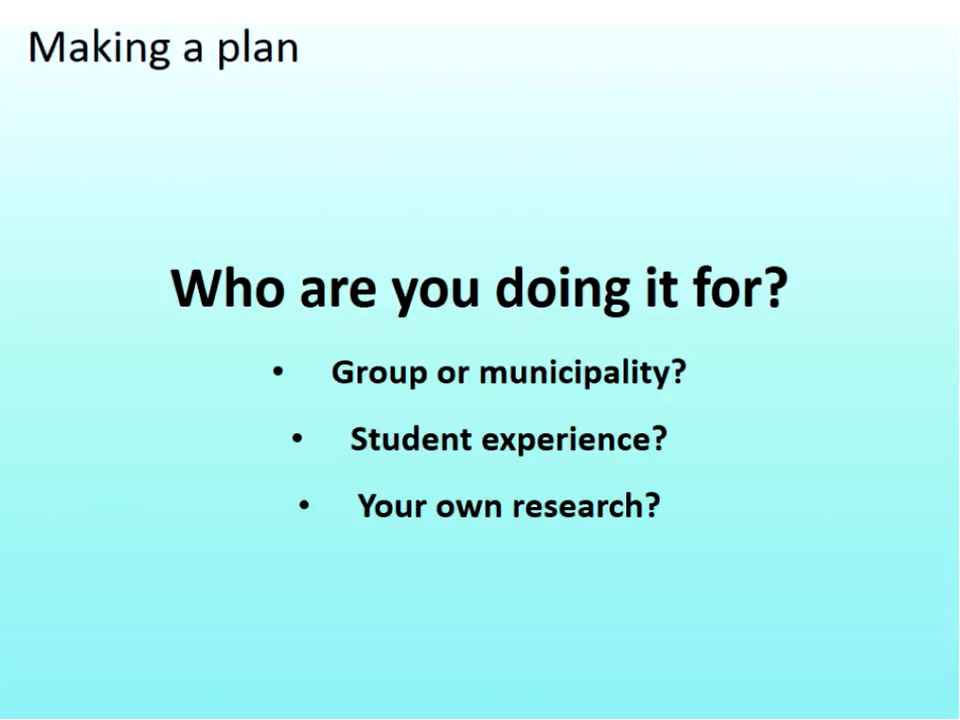 Making a plan
Who are you doing it for?
• Group or municipality?
• Student experience?
• Your own research?